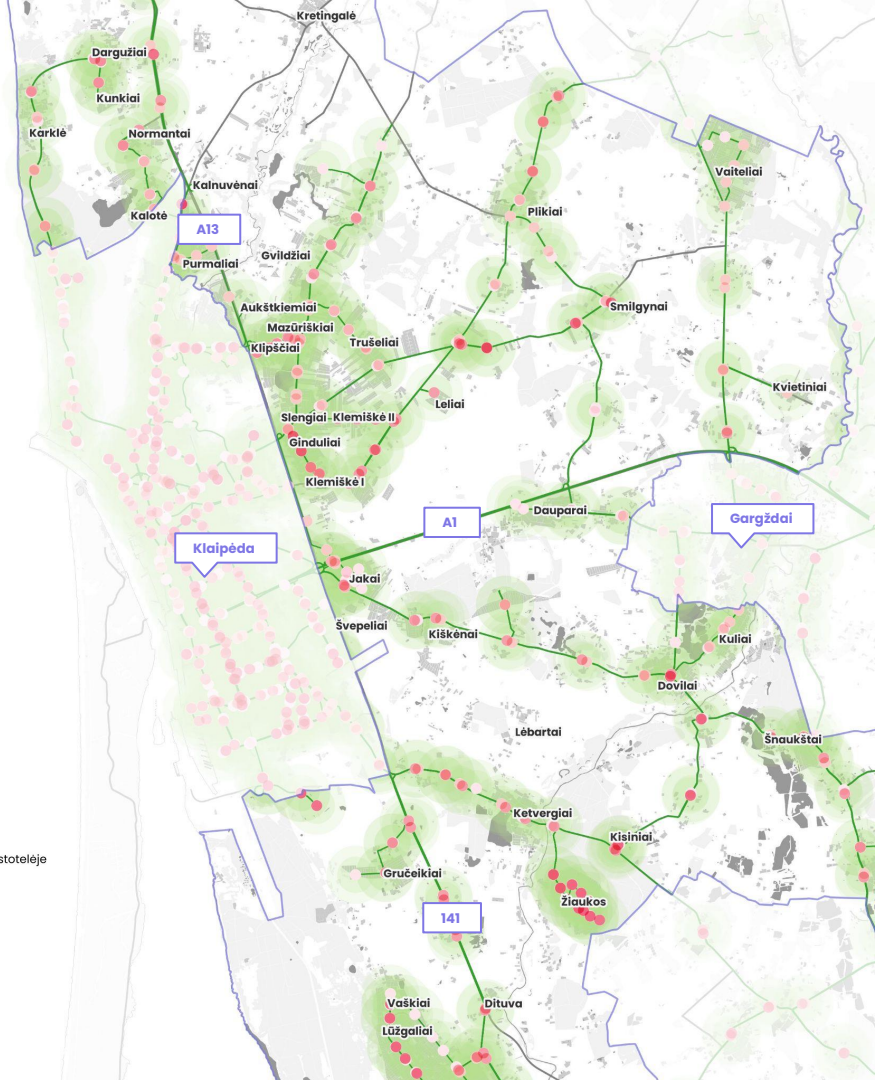 Kretingalė
Dargužiai
Kunkiai
Karklė
Normantai
Vaiteliai
Kalnuvėnai
Kalotė
Plikiai
A13
Gvildžiai
Purmaliai
Aukštkiemiai
Smilgynai
Mazūriškiai
Klipščiai
Trušeliai
Kvietiniai
Leliai
Slengiai
Klemiškė II
Ginduliai
Klemiškė I
Dauparai
A1
Gargždai
Klaipėda
Jakai
Švepeliai
Kiškėnai
Kuliai
Dovilai
Lėbartai
Šnaukštai
Ketvergiai
Kisiniai
stotelėje
Gručeikiai
Žiaukos
141
Vaškiai
Dituva
Lūžgaliai